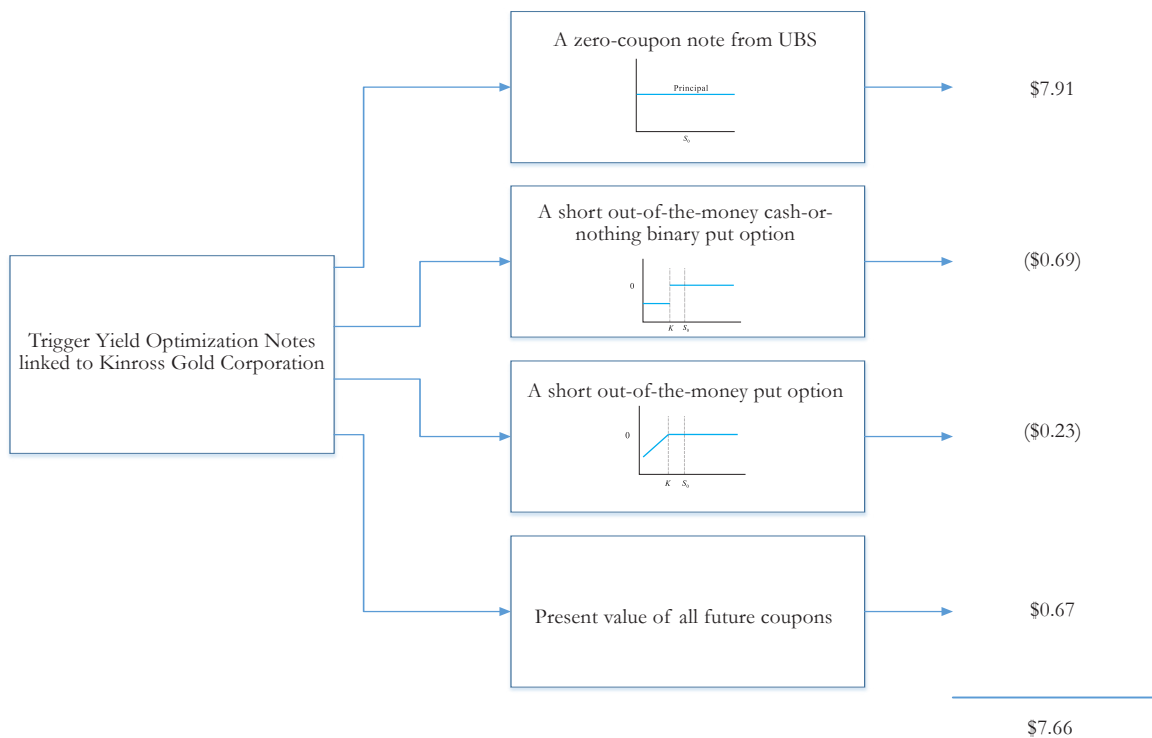 A zero-coupon note from UBS
Principal
S₀
$7.91
A short out-of-the-money cash-or-
nothing binary put option
0
K S₀
($0.69)
Trigger Yield Optimization Notes
linked to Kinross Gold Corporation
A short out-of-the-money put option
0
K S₀
($0.23)
Present value of all future coupons
$0.67
$7.66